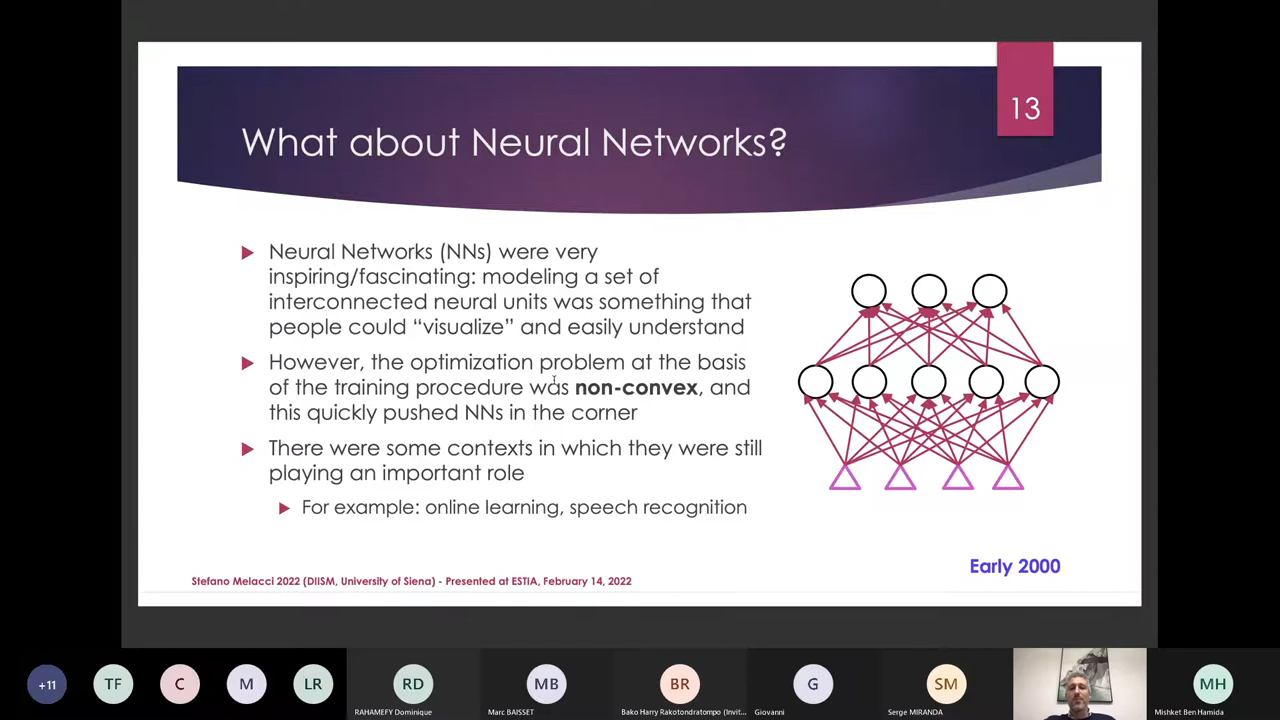 13
What about Neural Networks?
Neural Networks (NNs) were very
inspiring/fascinating: modeling a set of
interconnected neural units was something that
people could “visualize” and easily understand
However, the optimization problem at the basis
of the training procedure was non-convex, and
this quickly pushed NNs in the corner
There were some contexts in which they were still
playing an important role
For example: online learning, speech recognition
Early 2000
Stefano Melacci 2022 (DIISM, University of Siena) - Presented at ESTIA, February 14, 2022
+11
TF
C
M
LR
RD
MB
BR
G
SM
MH
RAHAMEFY Dominique
Marc BAISSET
Bako Harry Rakotondratompo (Invit...
Giovanni
Serge MIRANDA
Mishket Ben Hamida